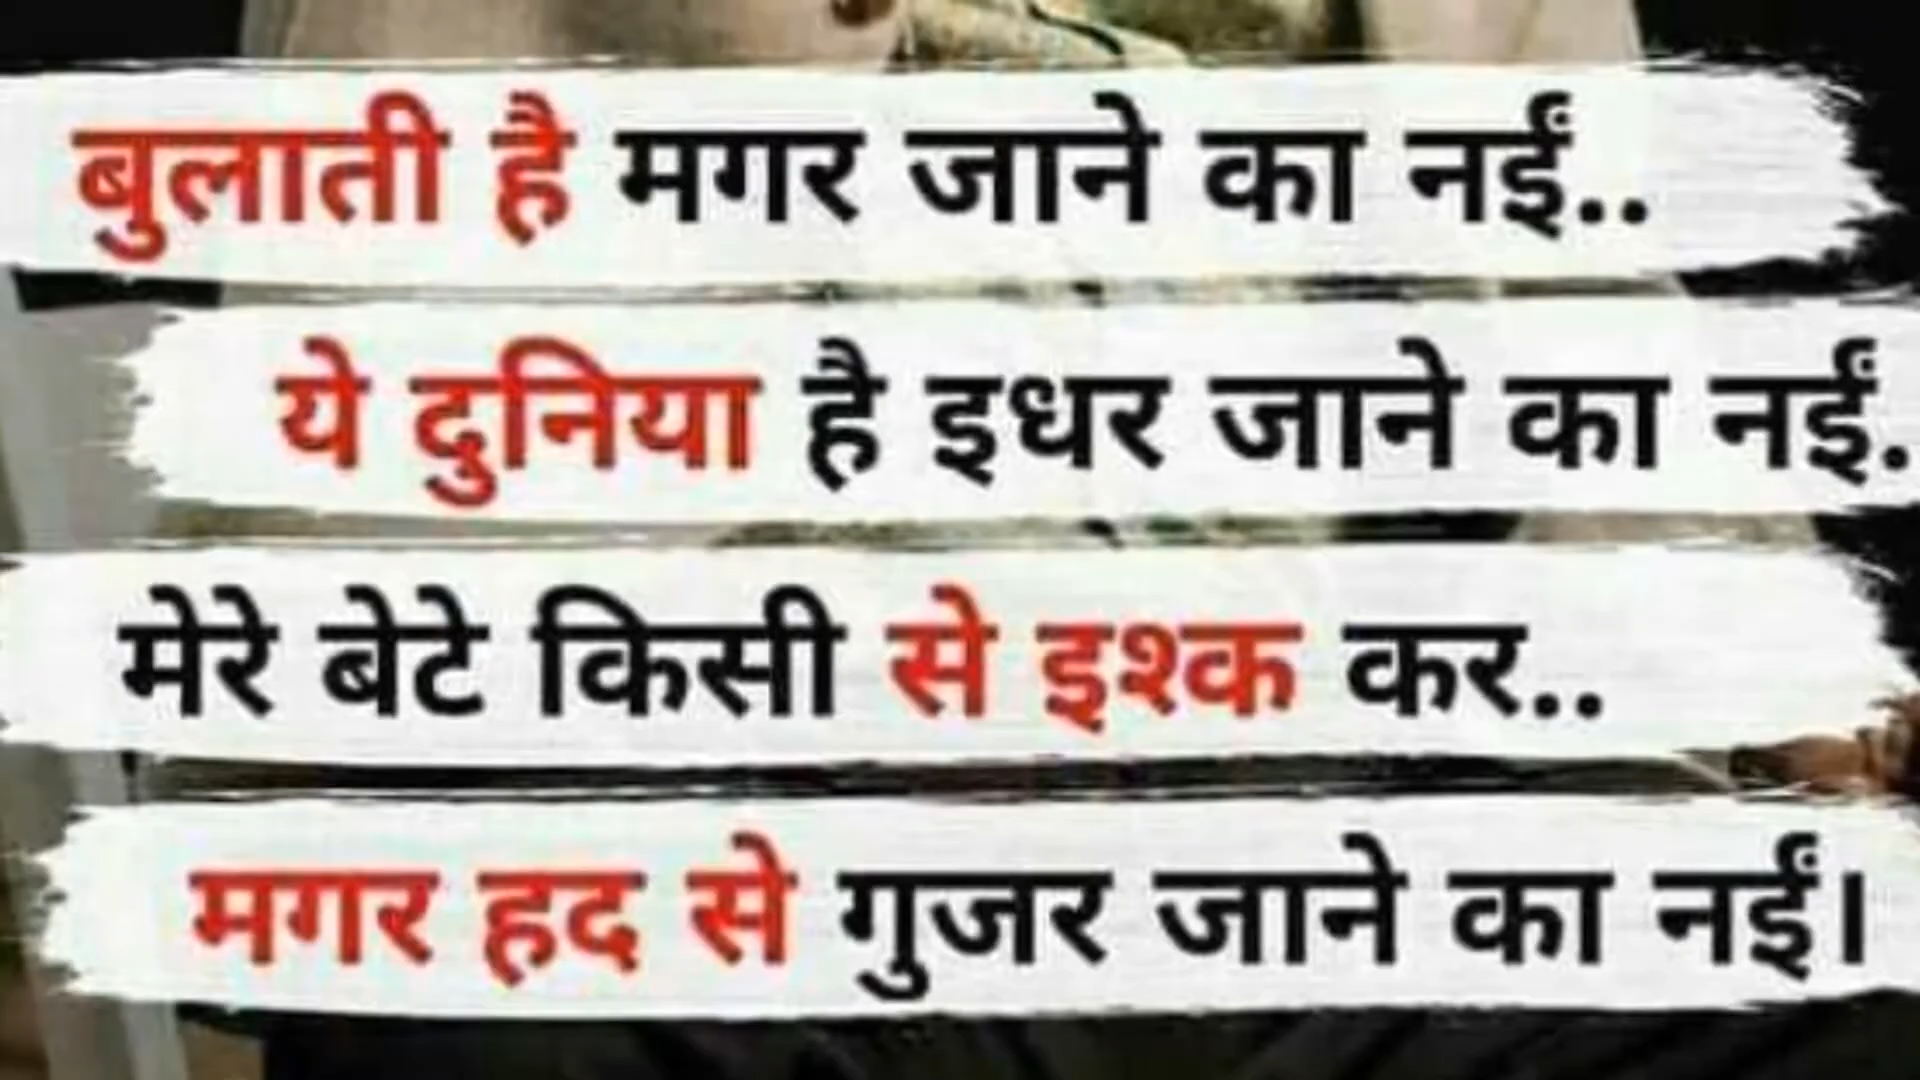 बुलाती है मगर जाने का नईं..
ये दुनिया है इधर जाने का नईं.
मेरे बेटे किसी से इश्क कर..
मगर हद से गुजर जाने का नईं।